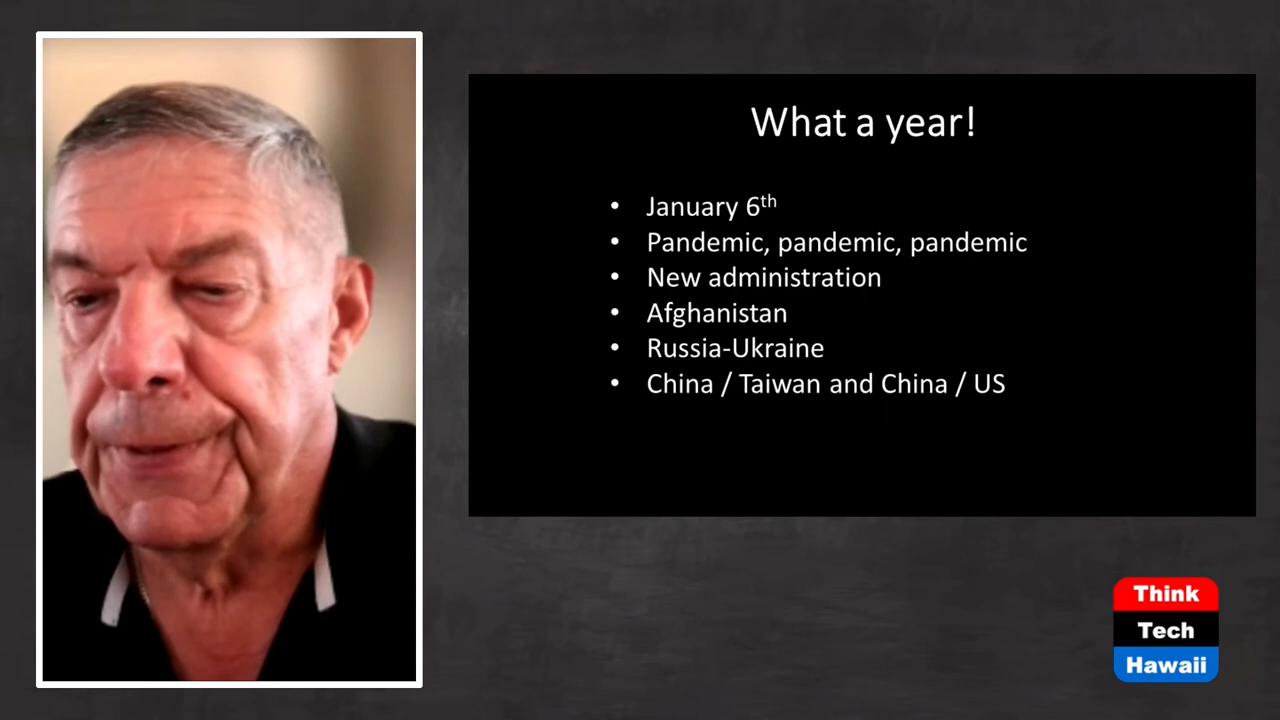 What a year!
• January 6th
• Pandemic, pandemic, pandemic
• New administration
• Afghanistan
• Russia-Ukraine
• China / Taiwan and China / US
Think
Tech
Hawaii